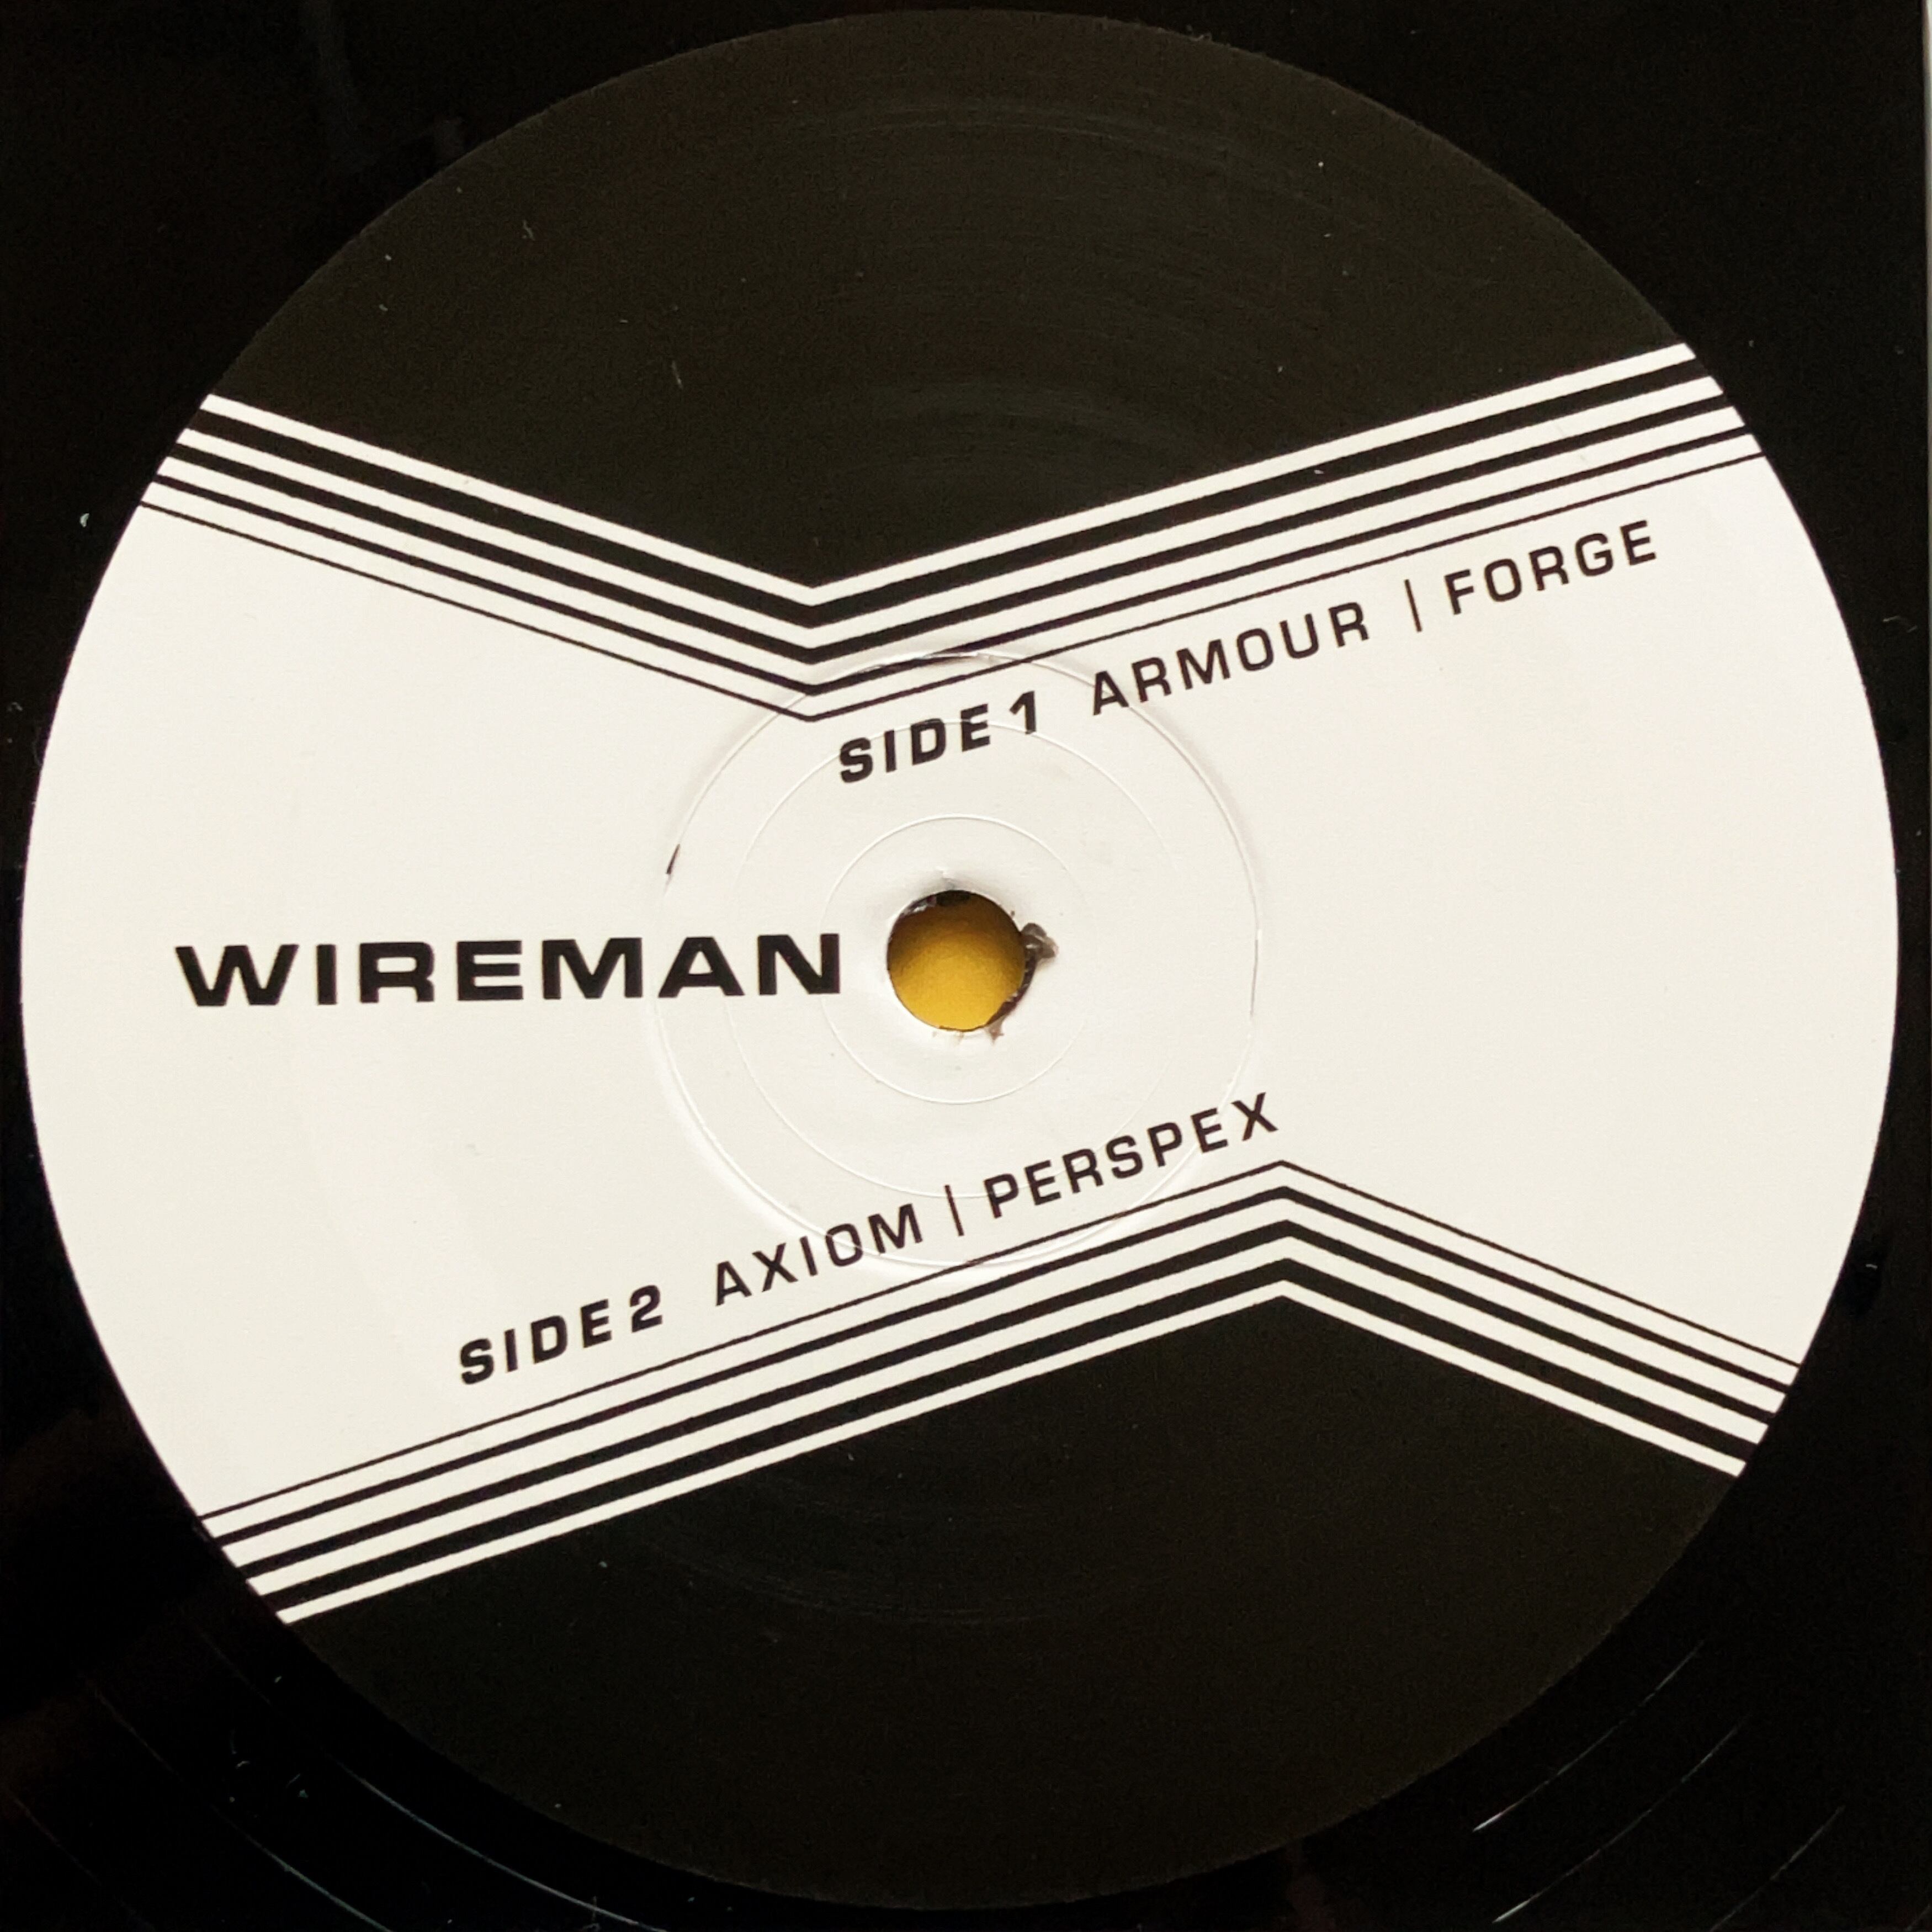 SIDE 1 ARMOUR | FORGE
WIREMAN
SIDE 2 AXIOM | PERSPEX